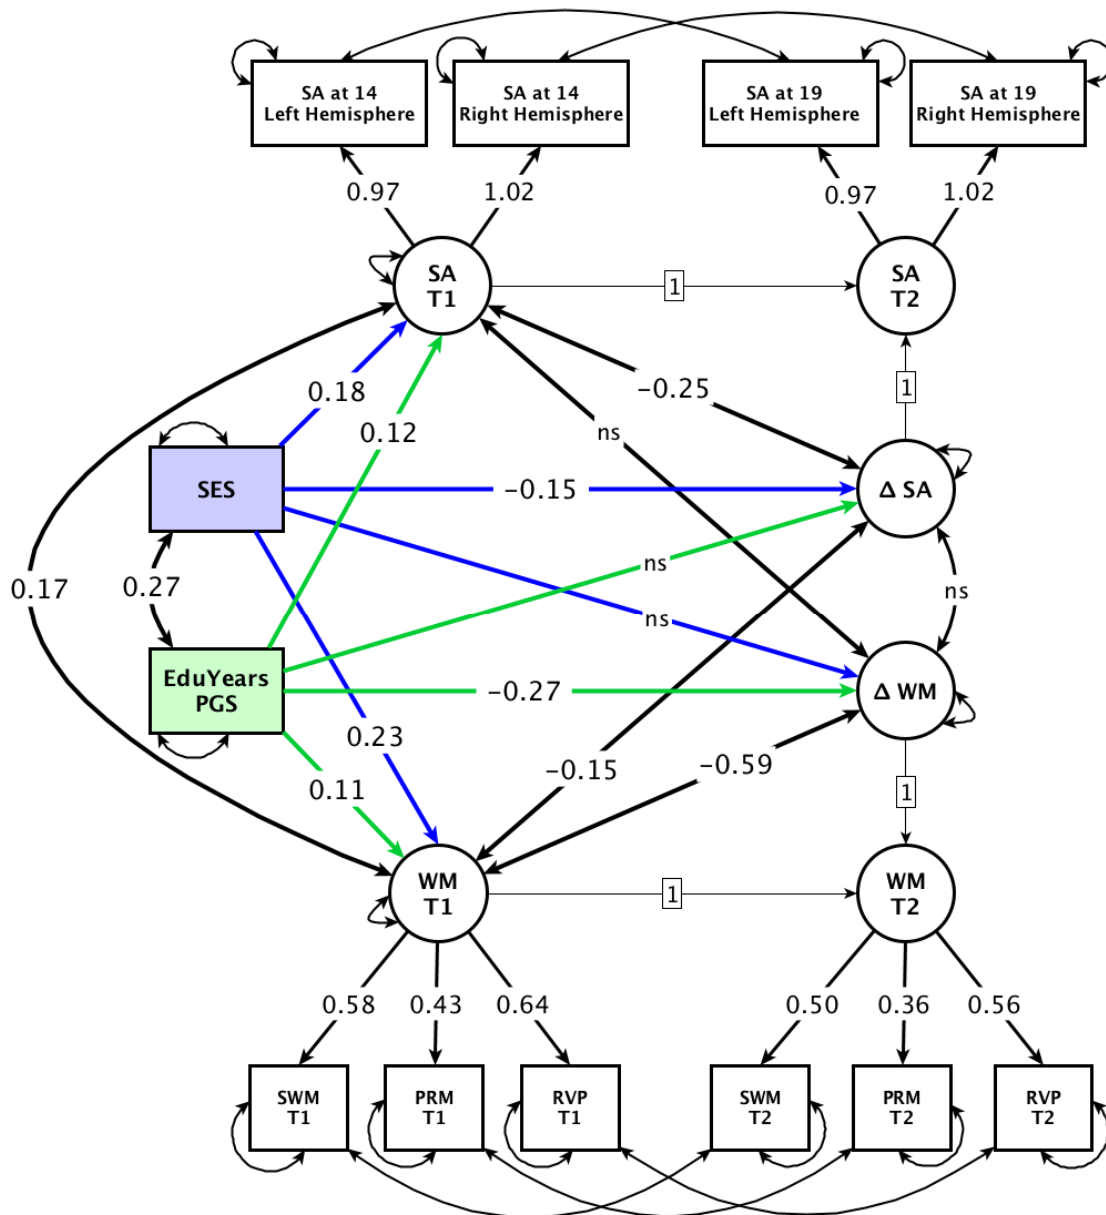 SA at 14
Left Hemisphere
SA at 14
Right Hemisphere
SA at 19
Left Hemisphere
SA at 19
Right Hemisphere
0.97
1.02
0.97
1.02
SA
T1
1
SA
T2
0.18
−0.25
1
0.12
ns
SES
−0.15
Δ SA
0.17
0.27
ns
ns
ns
EduYears
PGS
−0.27
Δ WM
0.23
0.11
−0.15
−0.59
1
WM
T1
1
WM
T2
0.58
0.43
0.64
0.50
0.36
0.56
SWM
T1
PRM
T1
RVP
T1
SWM
T2
PRM
T2
RVP
T2